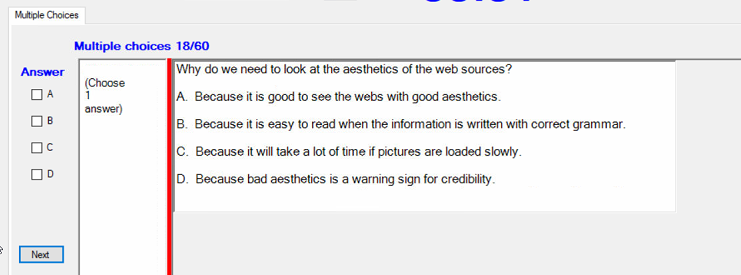 Multiple Choices
Multiple choices 18/60
Answer
A
B
C
D
(Choose
1
answer)
Why do we need to look at the aesthetics of the web sources?
A. Because it is good to see the webs with good aesthetics.
B. Because it is easy to read when the information is written with correct grammar.
C. Because it will take a lot of time if pictures are loaded slowly.
D. Because bad aesthetics is a warning sign for credibility.
Next